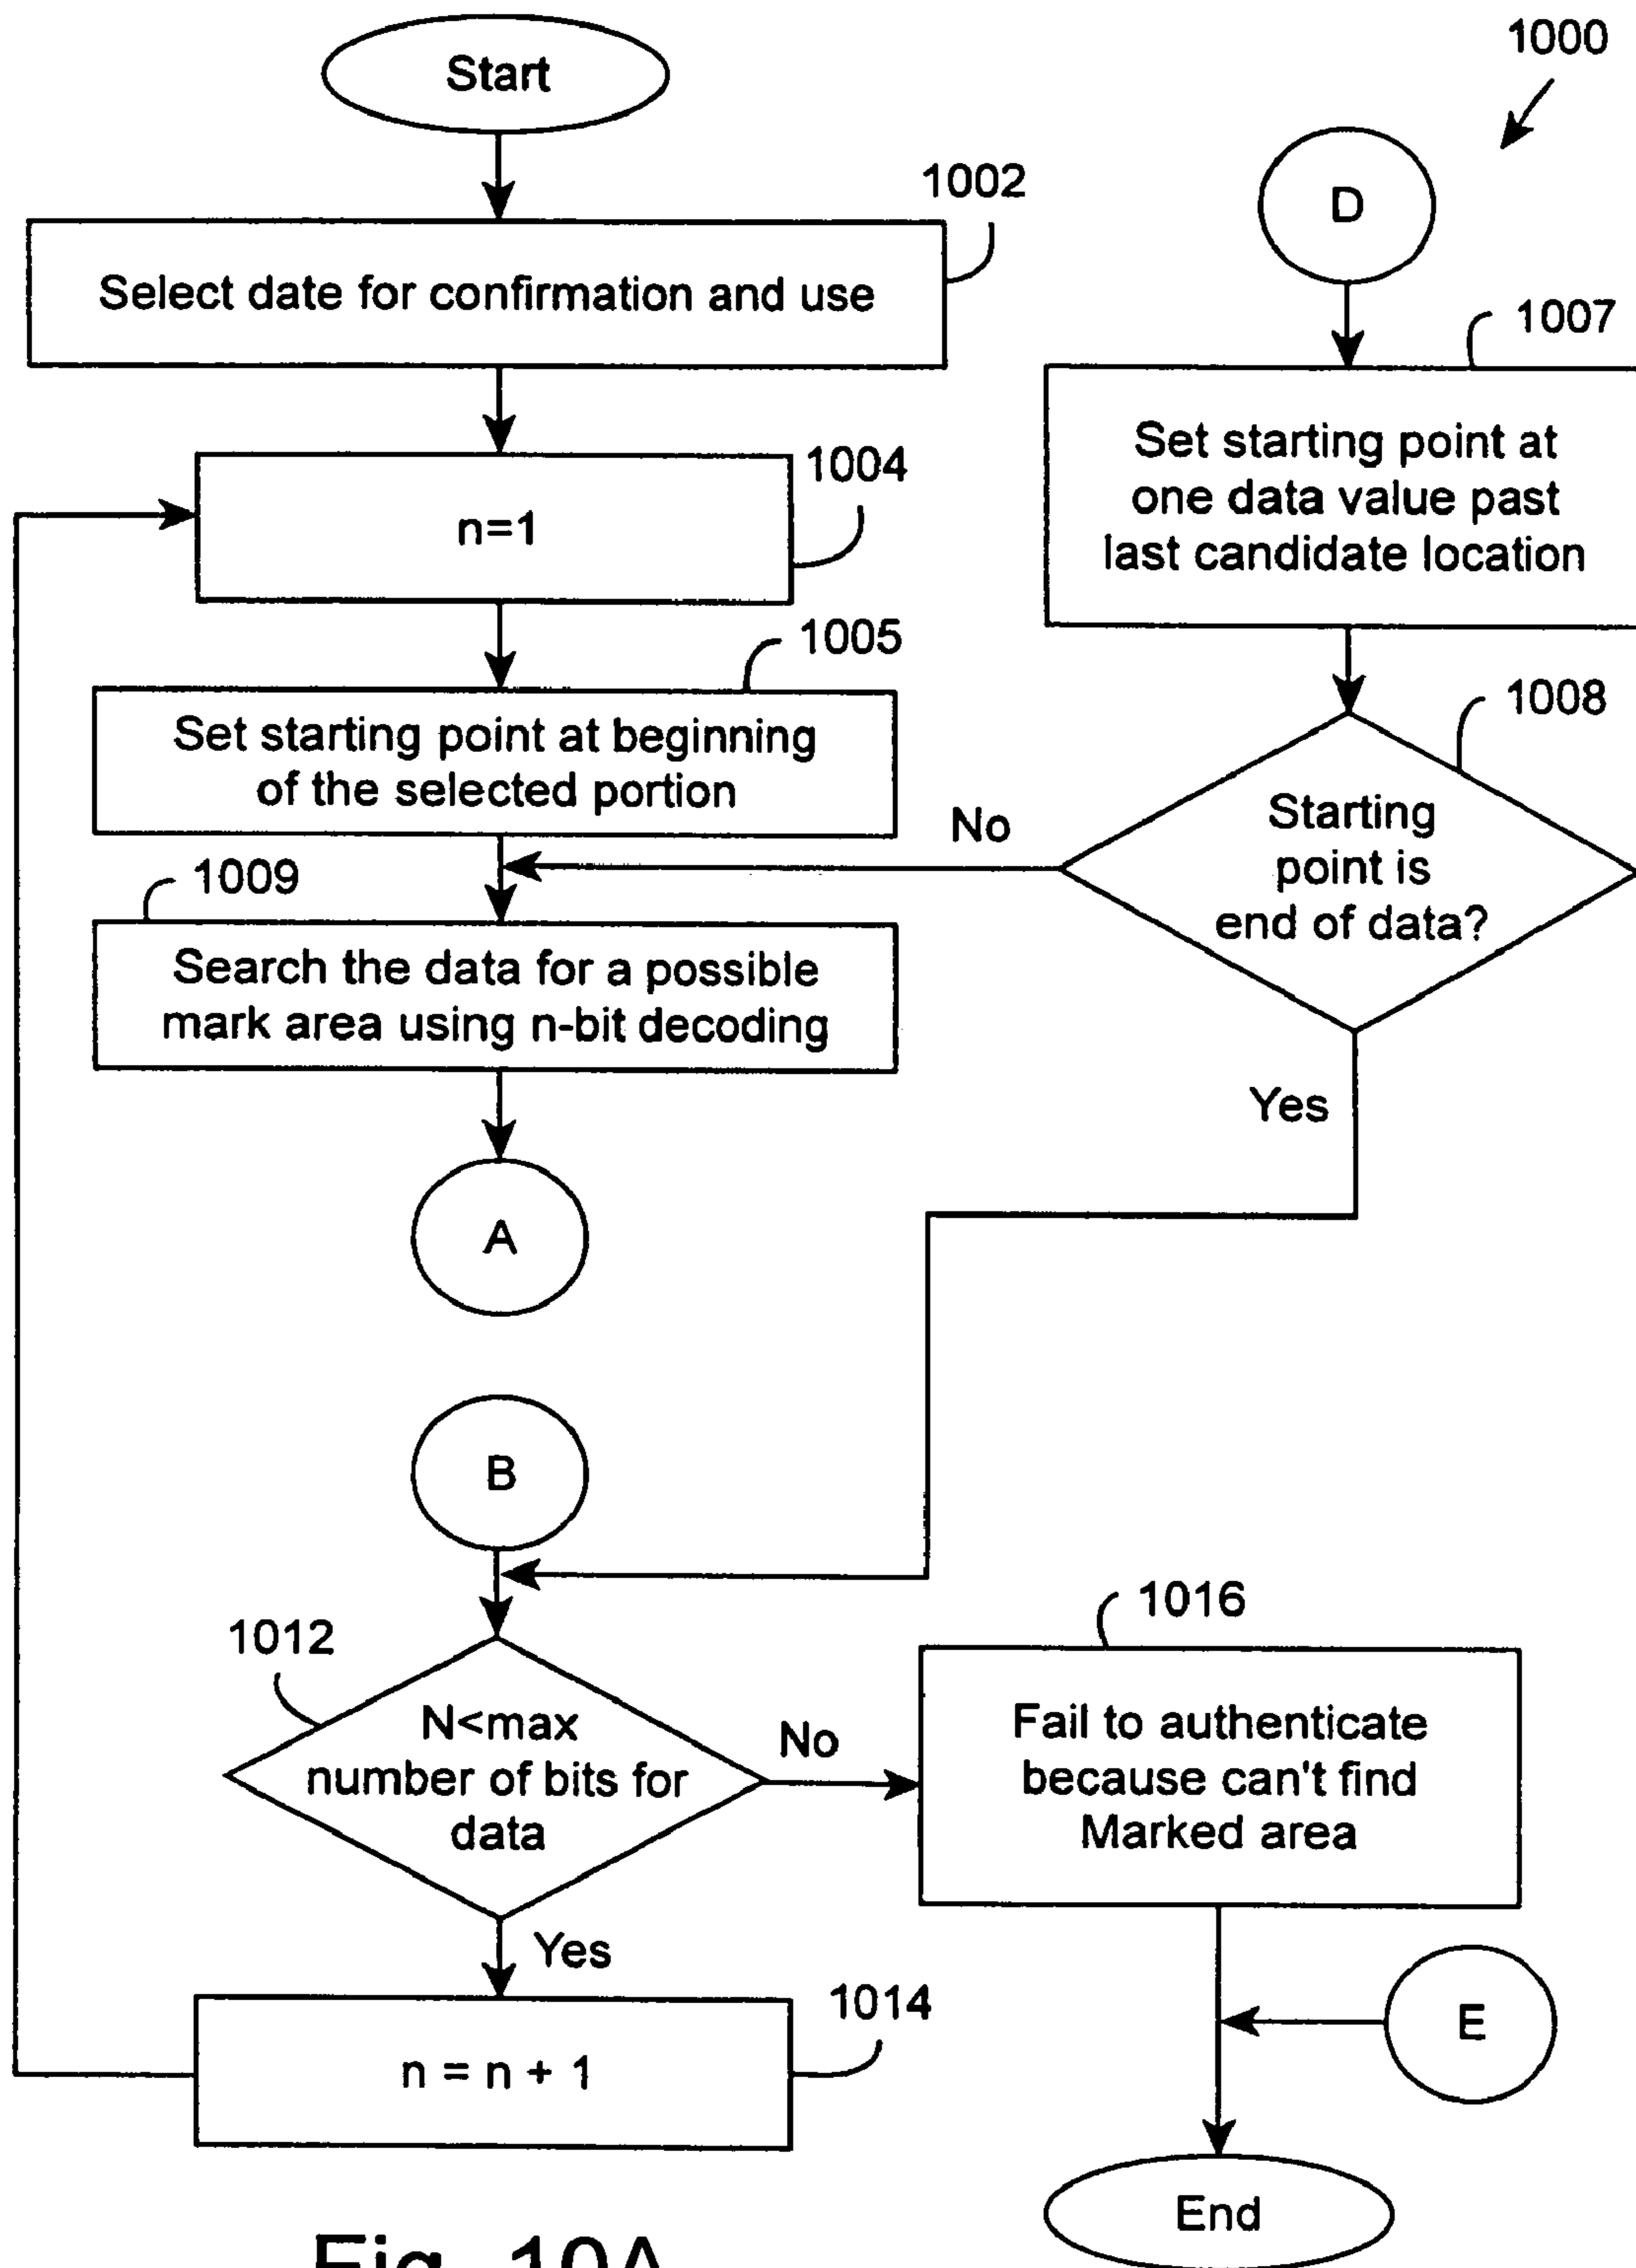 Start
1000
D
1002
Select date for confirmation and use
1007
Set starting point at
one data value past
last candidate location
1004
n=1
1005
Set starting point at beginning
of the selected portion
1008
Starting
point is
end of data?
No
Yes
1009
Search the data for a possible
mark area using n-bit decoding
A
B
1012
N<max
number of bits for
data
No
Yes
1016
Fail to authenticate
because can't find
Marked area
1014
n = n + 1
E
End
Fig. 10A